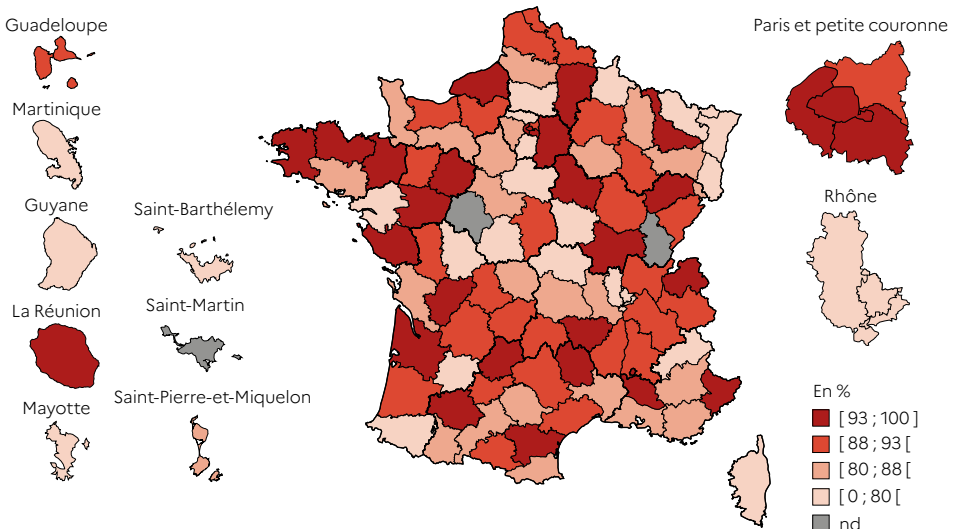 Guadeloupe
Martinique
Guyane
La Réunion
Mayotte
Saint-Barthélemy
Saint-Martin
Saint-Pierre-et-Miquelon
Paris et petite couronne
Rhône
En %
[ 93 ; 100 ]
[ 88 ; 93 [
[ 80 ; 88 [
[ 0 ; 80 [
nd